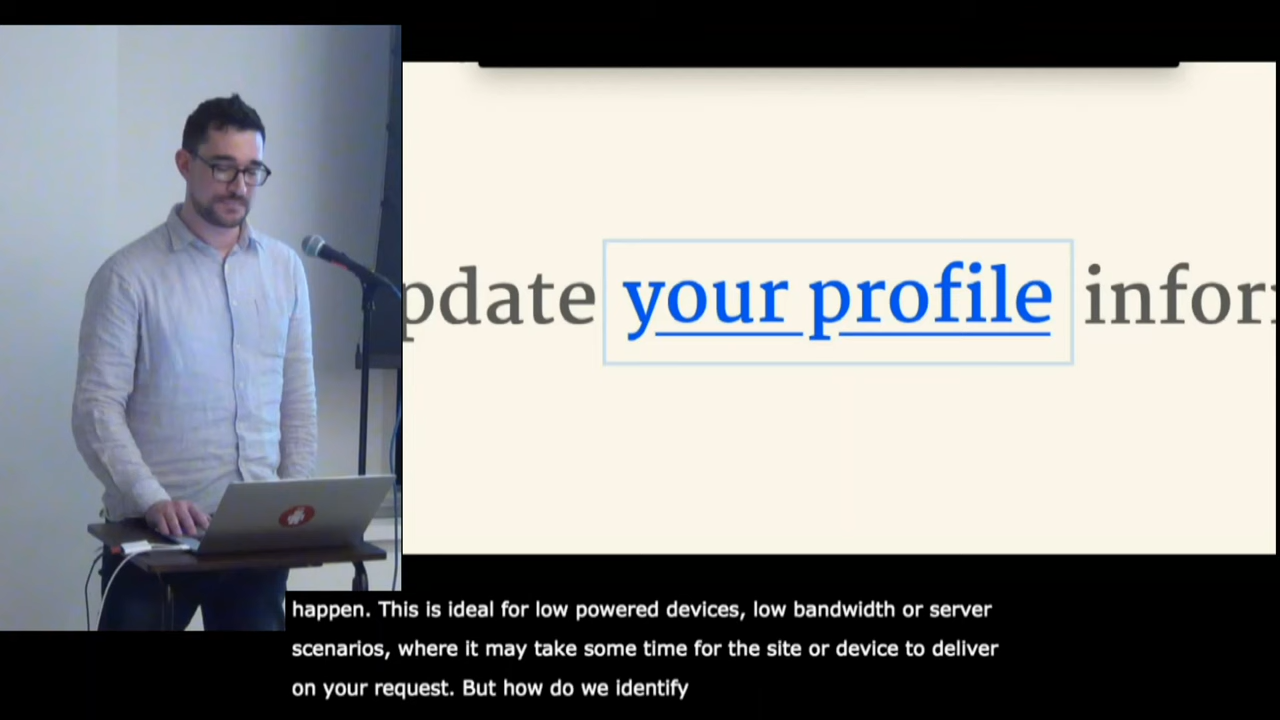 pdate your profile infor
happen. This is ideal for low powered devices, low bandwidth or server
scenarios, where it may take some time for the site or device to deliver
on your request. But how do we identify